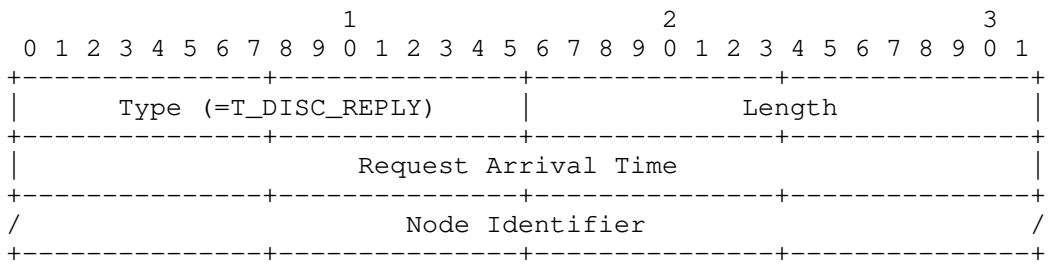 1                   2                   3
 0 1 2 3 4 5 6 7 8 9 0 1 2 3 4 5 6 7 8 9 0 1 2 3 4 5 6 7 8 9 0 1
+---------------+---------------+---------------+---------------+
|      Type (=T_DISC_REPLY)     |             Length            |
+---------------+---------------+---------------+---------------+
|                     Request Arrival Time                      |
+---------------+---------------+---------------+---------------+
/                        Node Identifier                        /
+---------------+---------------+---------------+---------------+